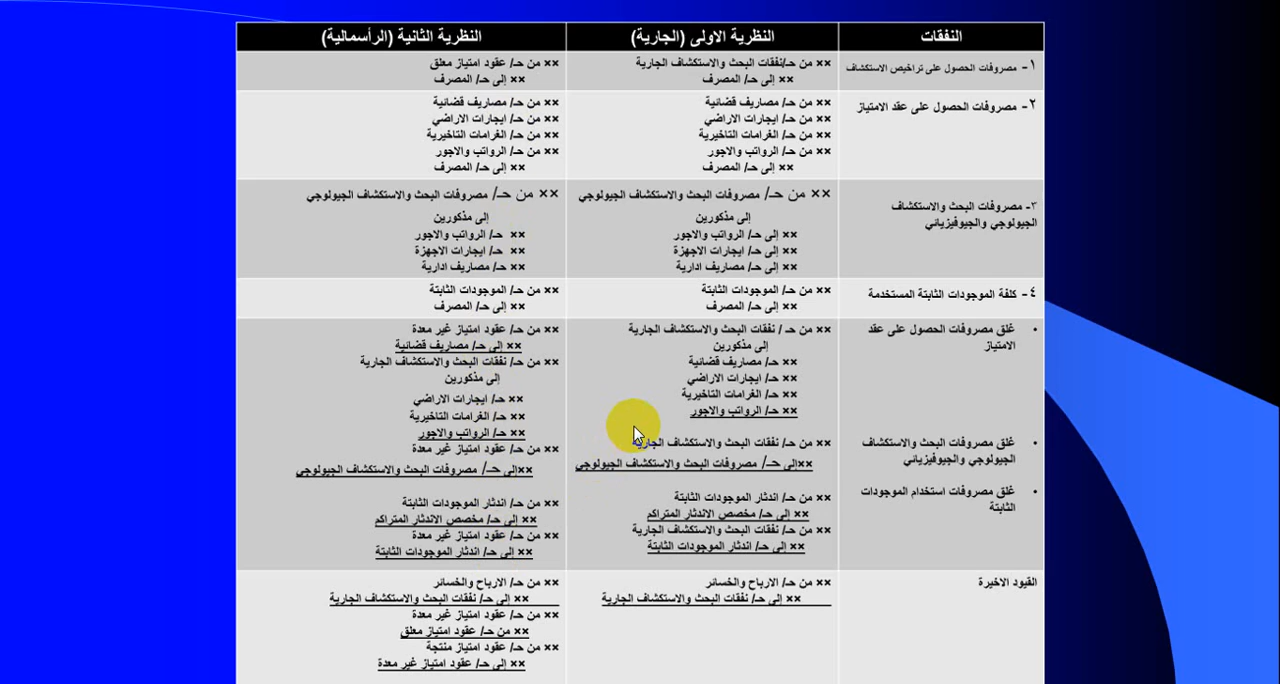 النفقات
النظرية الاولى (الجارية)
النظرية الثانية (الرأسمالية)
١- مصروفات الحصول على تراخيص الاستكشاف
×× من حـ/نفقات البحث والاستكشاف الجارية
×× إلى حـ/ المصرف
×× من حـ/ عقود امتياز معلق
×× إلى حـ/ المصرف
٢- مصروفات الحصول على عقد الامتياز
×× من حـ/ مصاريف قضائية
×× من حـ/ ايجارات الاراضي
×× من حـ/ الغرامات التاخيرية
×× من حـ/ الرواتب والاجور
×× إلى حـ/ المصرف
×× من حـ/ مصاريف قضائية
×× من حـ/ ايجارات الاراضي
×× من حـ/ الغرامات التاخيرية
×× من حـ/ الرواتب والاجور
×× إلى حـ/ المصرف
٣- مصروفات البحث والاستكشاف
الجيولوجي والجيوفيزيائي
×× من حـ/ مصروفات البحث والاستكشاف الجيولوجي
إلى مذكورين
×× إلى حـ/ الرواتب والاجور
×× إلى حـ/ ايجارات الاجهزة
×× إلى حـ/ مصاريف ادارية
×× من حـ/ مصروفات البحث والاستكشاف الجيولوجي
إلى مذكورين
×× حـ/ الرواتب والاجور
×× حـ/ ايجارات الاجهزة
×× حـ/ مصاريف ادارية
٤- كلفة الموجودات الثابتة المستخدمة
×× من حـ/ الموجودات الثابتة
×× إلى حـ/ المصرف
×× من حـ/ الموجودات الثابتة
×× إلى حـ/ المصرف
• غلق مصروفات الحصول على عقد
الامتياز
• غلق مصروفات البحث والاستكشاف
الجيولوجي والجيوفيزيائي
• غلق مصروفات استخدام الموجودات
الثابتة
×× من حـ / نفقات البحث والاستكشاف الجارية
إلى مذكورين
×× حـ/ مصاريف قضائية
×× حـ/ ايجارات الاراضي
×× حـ/ الغرامات التاخيرية
×× حـ/ الرواتب والاجور
×× من حـ/ نفقات البحث والاستكشاف الجارية
××الى حـ/ مصروفات البحث والاستكشاف الجيولوجي
×× من حـ/ اندثار الموجودات الثابتة
×× إلى حـ/ مخصص الاندثار المتراكم
×× من حـ/ نفقات البحث والاستكشاف الجارية
×× إلى حـ/ اندثار الموجودات الثابتة
×× من حـ/ عقود امتياز غير معدة
×× إلى حـ/ مصاريف قضائية
×× من حـ/ نفقات البحث والاستكشاف الجارية
إلى مذكورين
×× حـ/ ايجارات الاراضي
×× حـ/ الغرامات التاخيرية
×× حـ/ الرواتب والاجور
×× من حـ/ عقود امتياز غير معدة
××إلى حـ/ مصروفات البحث والاستكشاف الجيولوجي
×× من حـ/ اندثار الموجودات الثابتة
×× إلى حـ/ مخصص الاندثار المتراكم
×× من حـ/ عقود امتياز غير معدة
×× إلى حـ/ اندثار الموجودات الثابتة
القيود الاخيرة
×× من حـ/ الارباح والخسائر
×× إلى حـ/ نفقات البحث والاستكشاف الجارية
×× من حـ/ الارباح والخسائر
×× إلى حـ/ نفقات البحث والاستكشاف الجارية
×× من حـ/ عقود امتياز غير معدة
×× من حـ/ عقود امتياز معلق
×× من حـ/ عقود امتياز منتجة
×× إلى حـ/ عقود امتياز غير معدة